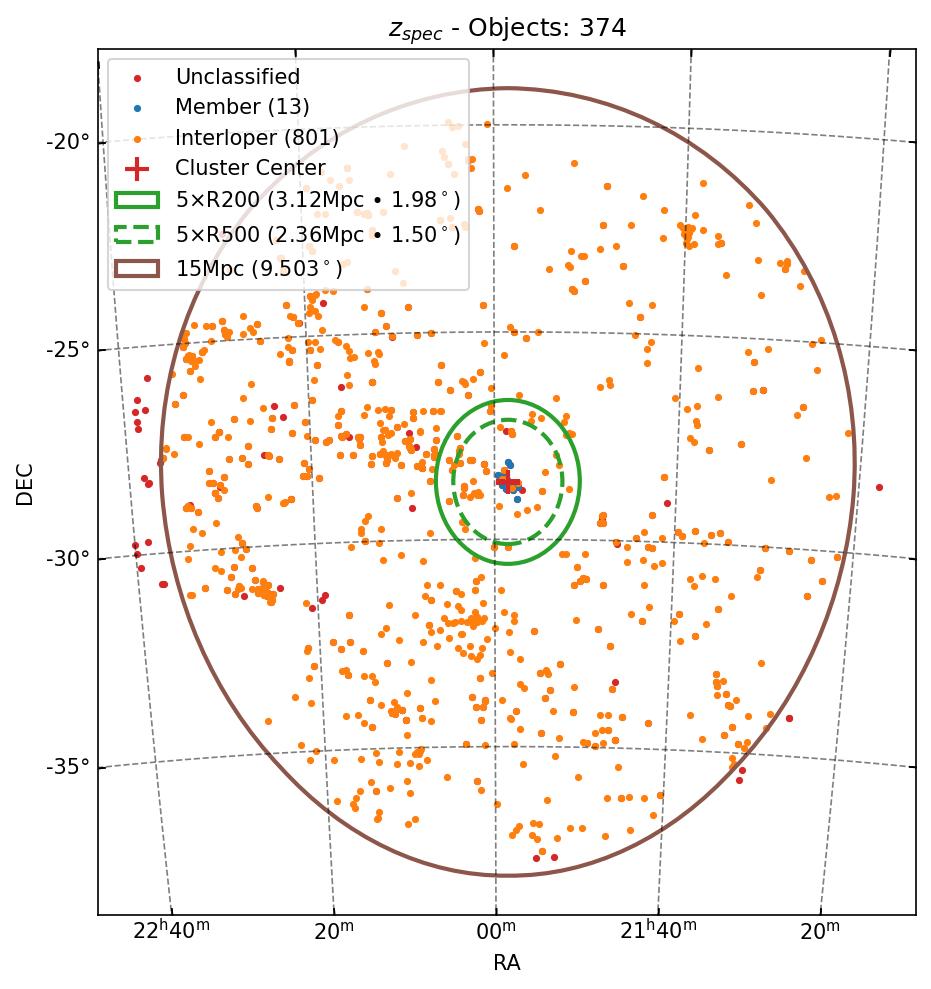 z_spec - Objects: 374
Unclassified
Member (13)
Interloper (801)
Cluster Center
5×R200 (3.12Mpc • 1.98°)
5×R500 (2.36Mpc • 1.50°)
15Mpc (9.503°)
-20°
-25°
-30°
-35°
DEC
22ʰ40ᵐ 20ᵐ 00ᵐ 21ʰ40ᵐ 20ᵐ
RA